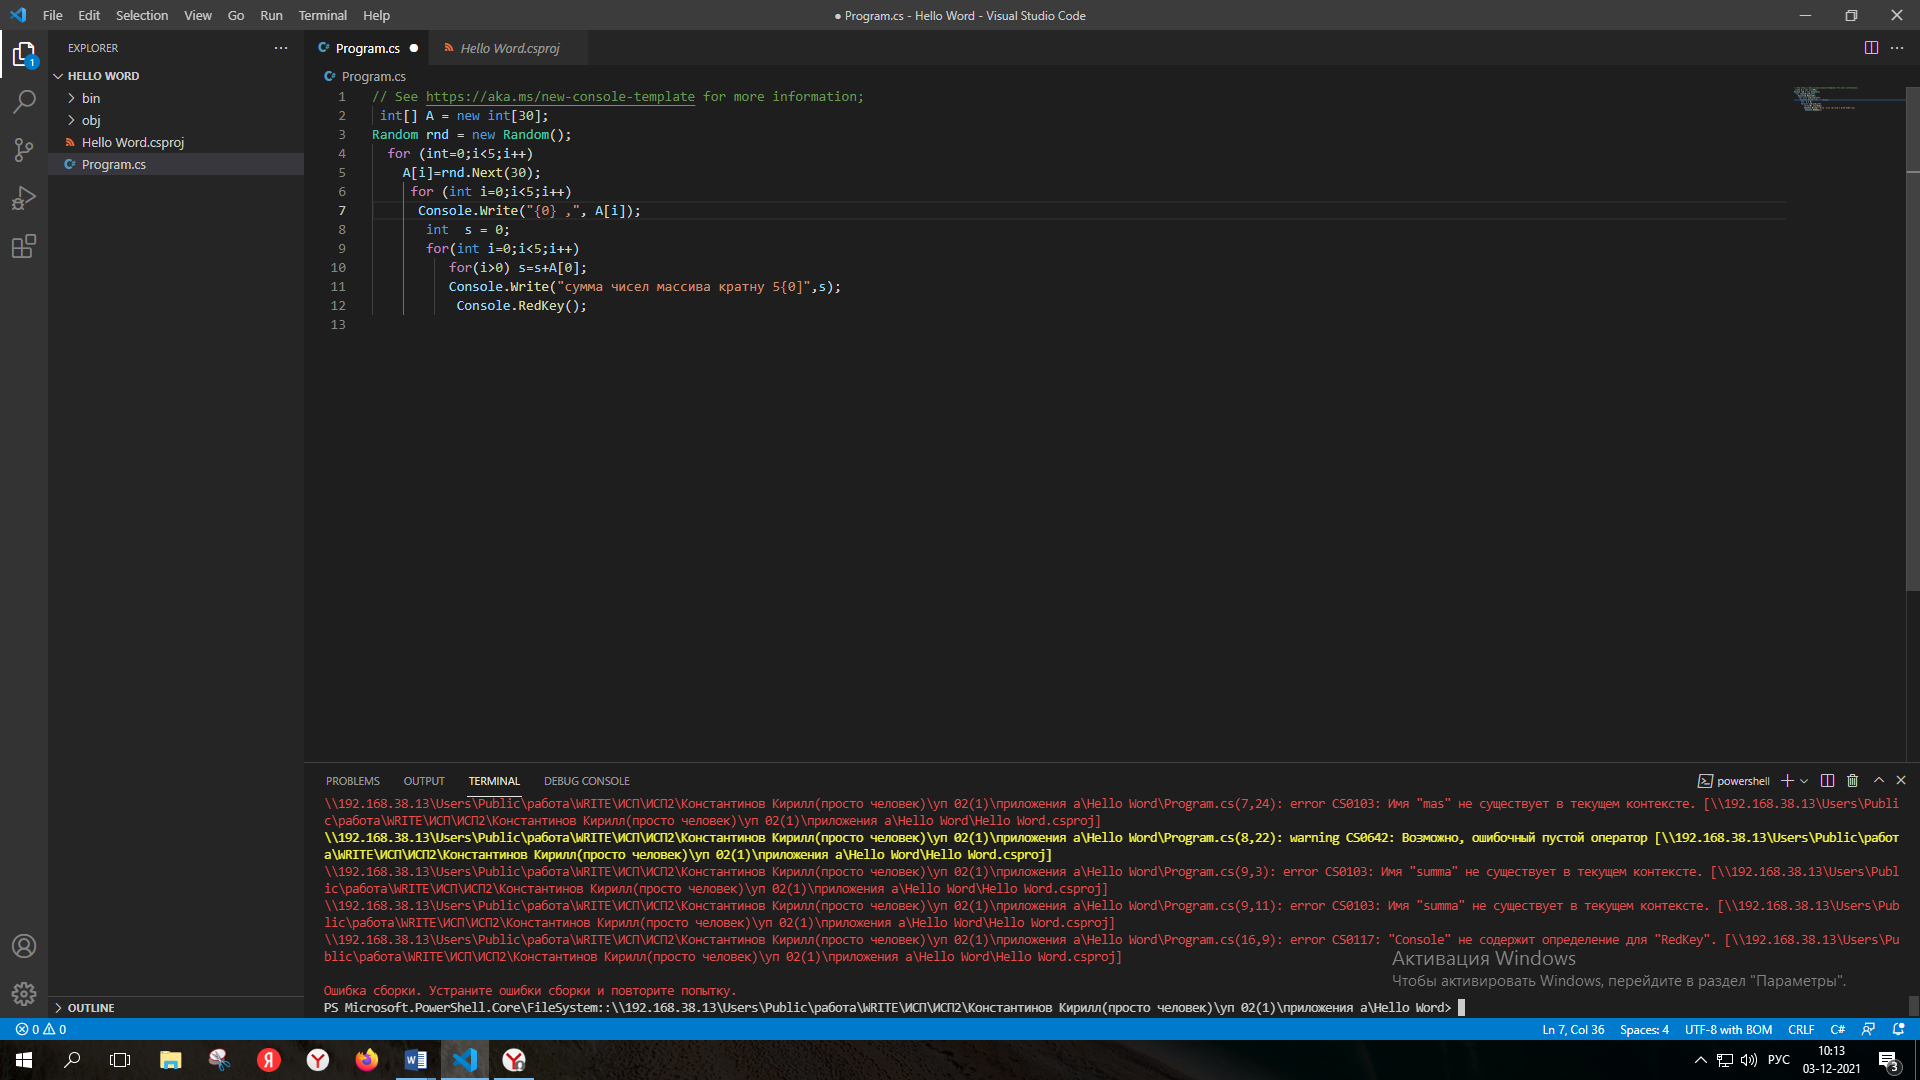 File Edit Selection View Go Run Terminal Help
● Program.cs - Hello Word - Visual Studio Code
EXPLORER
Program.cs
Hello Word.csproj
HELLO WORD
bin
obj
Hello Word.csproj
Program.cs
1
OUTLINE
Program.cs
1 // See https://aka.ms/new-console-template for more information;
2 int[] A = new int[30];
3 Random rnd = new Random();
4 for (int=0;i<5;i++)
5 A[i]=rnd.Next(30);
6 for (int i=0;i<5;i++)
7 Console.Write("{0} ,", A[i]);
8 int  s = 0;
9 for(int i=0;i<5;i++)
10 for(i>0) s=s+A[0];
11 Console.Write("сумма чисел массива кратну 5{0]",s);
12 Console.RedKey();
13
PROBLEMS OUTPUT TERMINAL DEBUG CONSOLE
powershell
\\192.168.38.13\Users\Public\работа\WRITE\ИСП\ИСП2\Константинов Кирилл(просто человек)\уп 02(1)\приложения а\Hello Word\Program.cs(7,24): error CS0103: Имя "mas" не существует в текущем контексте. [\\192.168.38.13\Users\Publi
c\работа\WRITE\ИСП\ИСП2\Константинов Кирилл(просто человек)\уп 02(1)\приложения а\Hello Word\Hello Word.csproj]
\\192.168.38.13\Users\Public\работа\WRITE\ИСП\ИСП2\Константинов Кирилл(просто человек)\уп 02(1)\приложения а\Hello Word\Program.cs(8,22): warning CS0642: Возможно, ошибочный пустой оператор [\\192.168.38.13\Users\Public\работ
а\WRITE\ИСП\ИСП2\Константинов Кирилл(просто человек)\уп 02(1)\приложения а\Hello Word\Hello Word.csproj]
\\192.168.38.13\Users\Public\работа\WRITE\ИСП\ИСП2\Константинов Кирилл(просто человек)\уп 02(1)\приложения а\Hello Word\Program.cs(9,3): error CS0103: Имя "summa" не существует в текущем контексте. [\\192.168.38.13\Users\Publ
ic\работа\WRITE\ИСП\ИСП2\Константинов Кирилл(просто человек)\уп 02(1)\приложения а\Hello Word\Hello Word.csproj]
\\192.168.38.13\Users\Public\работа\WRITE\ИСП\ИСП2\Константинов Кирилл(просто человек)\уп 02(1)\приложения а\Hello Word\Program.cs(9,11): error CS0103: Имя "summa" не существует в текущем контексте. [\\192.168.38.13\Users\Pub
lic\работа\WRITE\ИСП\ИСП2\Константинов Кирилл(просто человек)\уп 02(1)\приложения а\Hello Word\Hello Word.csproj]
\\192.168.38.13\Users\Public\работа\WRITE\ИСП\ИСП2\Константинов Кирилл(просто человек)\уп 02(1)\приложения а\Hello Word\Program.cs(16,9): error CS0117: "Console" не содержит определение для "RedKey". [\\192.168.38.13\Users\Pu
blic\работа\WRITE\ИСП\ИСП2\Константинов Кирилл(просто человек)\уп 02(1)\приложения а\Hello Word\Hello Word.csproj]
Ошибка сборки. Устраните ошибки сборки и повторите попытку.
PS Microsoft.PowerShell.Core\FileSystem::\\192.168.38.13\Users\Public\работа\WRITE\ИСП\ИСП2\Константинов Кирилл(просто человек)\уп 02(1)\приложения а\Hello Word>
Активация Windows
Чтобы активировать Windows, перейдите в раздел "Параметры".
0 0
Ln 7, Col 36 Spaces: 4 UTF-8 with BOM CRLF C#
РУС
10:13
03-12-2021
3